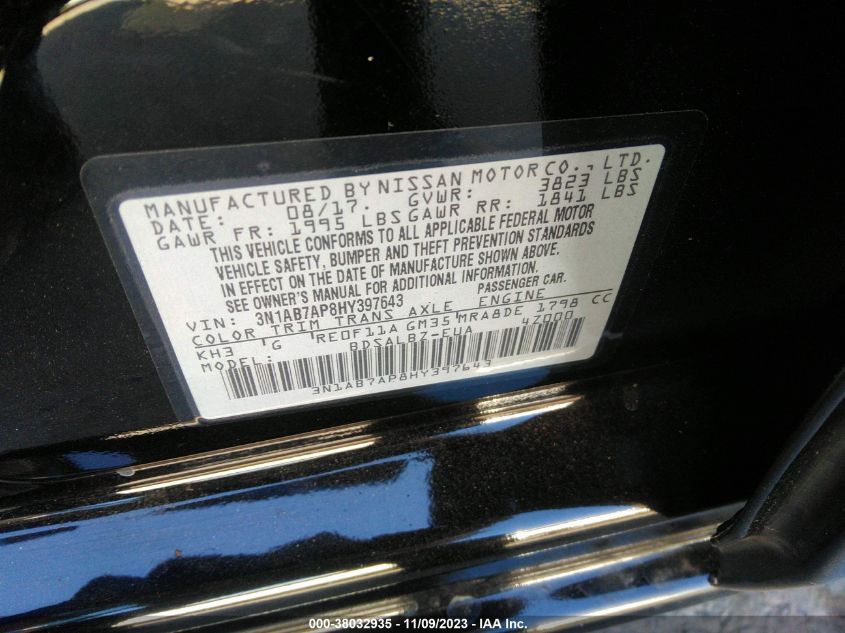 MANUFACTURED BY NISSAN MOTOR CO., LTD.
DATE: 08/17. GVWR: 3823 LBS
GAWR FR: 1995 LBS GAWR RR: 1841 LBS
THIS VEHICLE CONFORMS TO ALL APPLICABLE FEDERAL MOTOR
VEHICLE SAFETY, BUMPER AND THEFT PREVENTION STANDARDS
IN EFFECT ON THE DATE OF MANUFACTURE SHOWN ABOVE.
SEE OWNER'S MANUAL FOR ADDITIONAL INFORMATION.
VIN: 3N1AB7AP8HY397643 PASSENGER CAR.
COLOR TRIM TRANS AXLE ENGINE
KH3 G RE0F11A GM35 MRA8DE 1798 CC
MODEL: BDSALBZ-EUA 4Z000
3N1AB7AP8HY397643
000-38032935 - 11/09/2023 - IAA Inc.